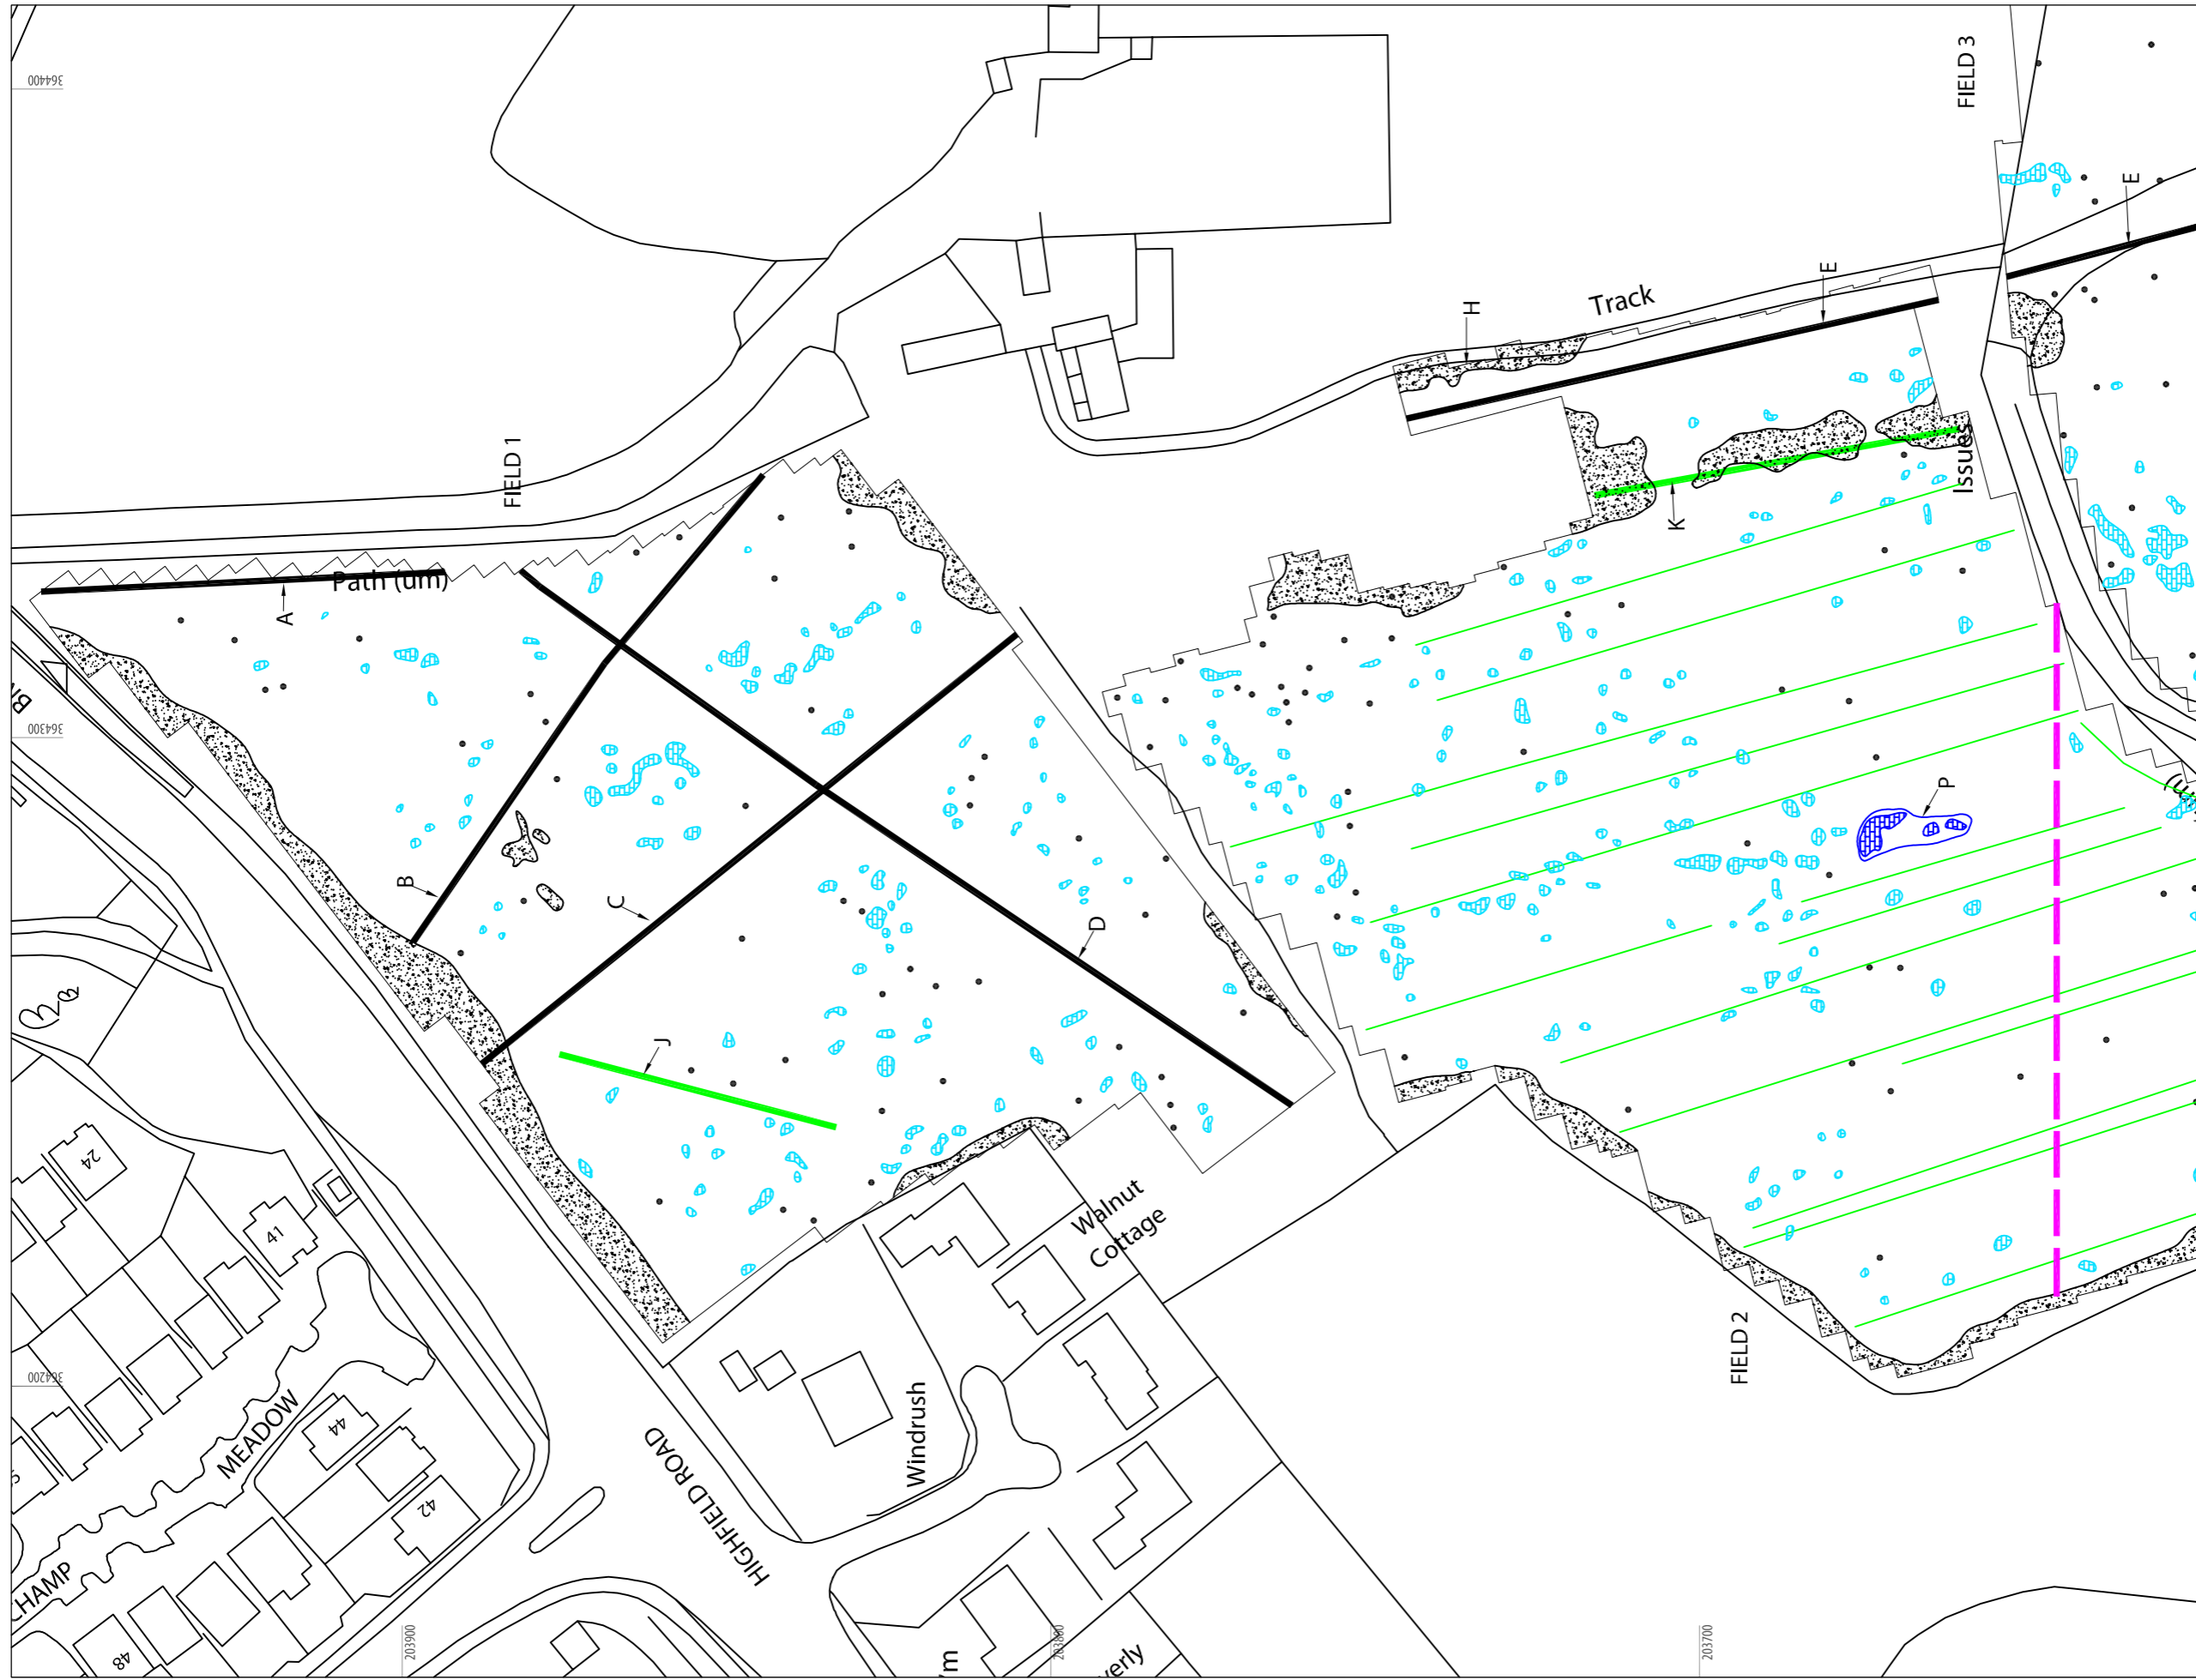 364400
FIELD 3
FIELD 1
E
E
H
Track
Path (um)
A
K
Issues
364300
B
C
D
P
J
24
41
Walnut
Cottage
FIELD 2
364200
MEADOW
44
42
Windrush
HIGHFIELD ROAD
CHAMP
48
203900
203800
203700
erly